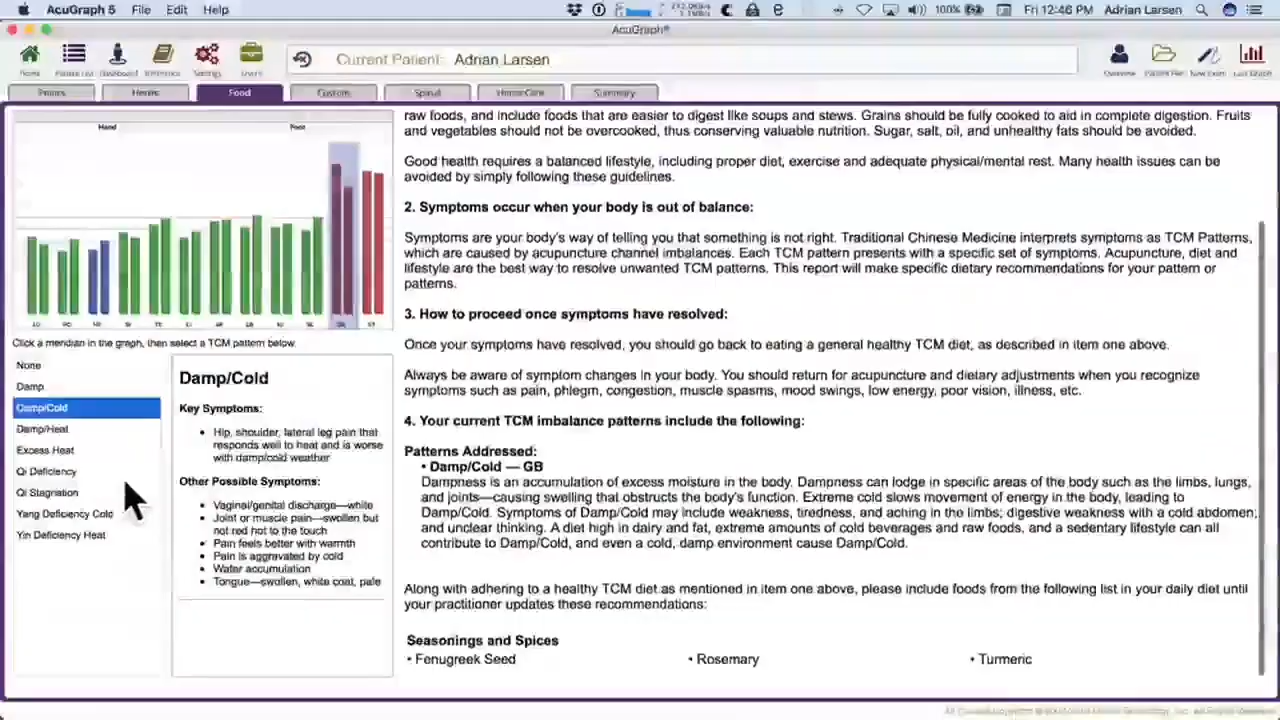 AcuGraph 5 File Edit Help
100% Fri 12:46 PM Adrian Larsen
AcuGraph®
Home Patient List Dashboard Reference Settings Users
Current Patient: Adrian Larsen
Overview Patient File New Exam Last Graph
Points Herbs Food Custom Spinal HomeCare Summary
Hand Foot
LU PC HT SI TE LI SP LR KI BL GB ST
Click a meridian in the graph, then select a TCM pattern below.
None
Damp
Damp/Cold
Damp/Heat
Excess Heat
Qi Deficiency
Qi Stagnation
Yang Deficiency Cold
Yin Deficiency Heat
Damp/Cold
Key Symptoms:
• Hip, shoulder, lateral leg pain that
responds well to heat and is worse
with damp/cold weather
Other Possible Symptoms:
• Vaginal/genital discharge—white
• Joint or muscle pain—swollen but
not red hot to the touch
• Pain feels better with warmth
• Pain is aggravated by cold
• Water accumulation
• Tongue—swollen, white coat, pale
raw foods, and include foods that are easier to digest like soups and stews. Grains should be fully cooked to aid in complete digestion. Fruits
and vegetables should not be overcooked, thus conserving valuable nutrition. Sugar, salt, oil, and unhealthy fats should be avoided.
Good health requires a balanced lifestyle, including proper diet, exercise and adequate physical/mental rest. Many health issues can be
avoided by simply following these guidelines.
2. Symptoms occur when your body is out of balance:
Symptoms are your body's way of telling you that something is not right. Traditional Chinese Medicine interprets symptoms as TCM Patterns,
which are caused by acupuncture channel imbalances. Each TCM pattern presents with a specific set of symptoms. Acupuncture, diet and
lifestyle are the best way to resolve unwanted TCM patterns. This report will make specific dietary recommendations for your pattern or
patterns.
3. How to proceed once symptoms have resolved:
Once your symptoms have resolved, you should go back to eating a general healthy TCM diet, as described in item one above.
Always be aware of symptom changes in your body. You should return for acupuncture and dietary adjustments when you recognize
symptoms such as pain, phlegm, congestion, muscle spasms, mood swings, low energy, poor vision, illness, etc.
4. Your current TCM imbalance patterns include the following:
Patterns Addressed:
• Damp/Cold — GB
Dampness is an accumulation of excess moisture in the body. Dampness can lodge in specific areas of the body such as the limbs, lungs,
and joints—causing swelling that obstructs the body's function. Extreme cold slows movement of energy in the body, leading to
Damp/Cold. Symptoms of Damp/Cold may include weakness, tiredness, and aching in the limbs; digestive weakness with a cold abdomen;
and unclear thinking. A diet high in dairy and fat, extreme amounts of cold beverages and raw foods, and a sedentary lifestyle can all
contribute to Damp/Cold, and even a cold, damp environment cause Damp/Cold.
Along with adhering to a healthy TCM diet as mentioned in item one above, please include foods from the following list in your daily diet until
your practitioner updates these recommendations:
Seasonings and Spices
• Fenugreek Seed • Rosemary • Turmeric